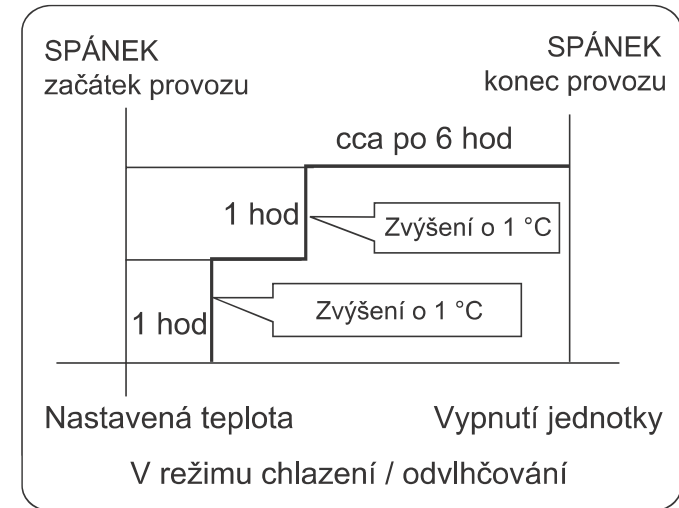 SPÁNEK
začátek provozu
SPÁNEK
konec provozu
cca po 6 hod
1 hod
Zvýšení o 1 °C
1 hod
Zvýšení o 1 °C
Nastavená teplota
Vypnutí jednotky
V režimu chlazení / odvlhčování